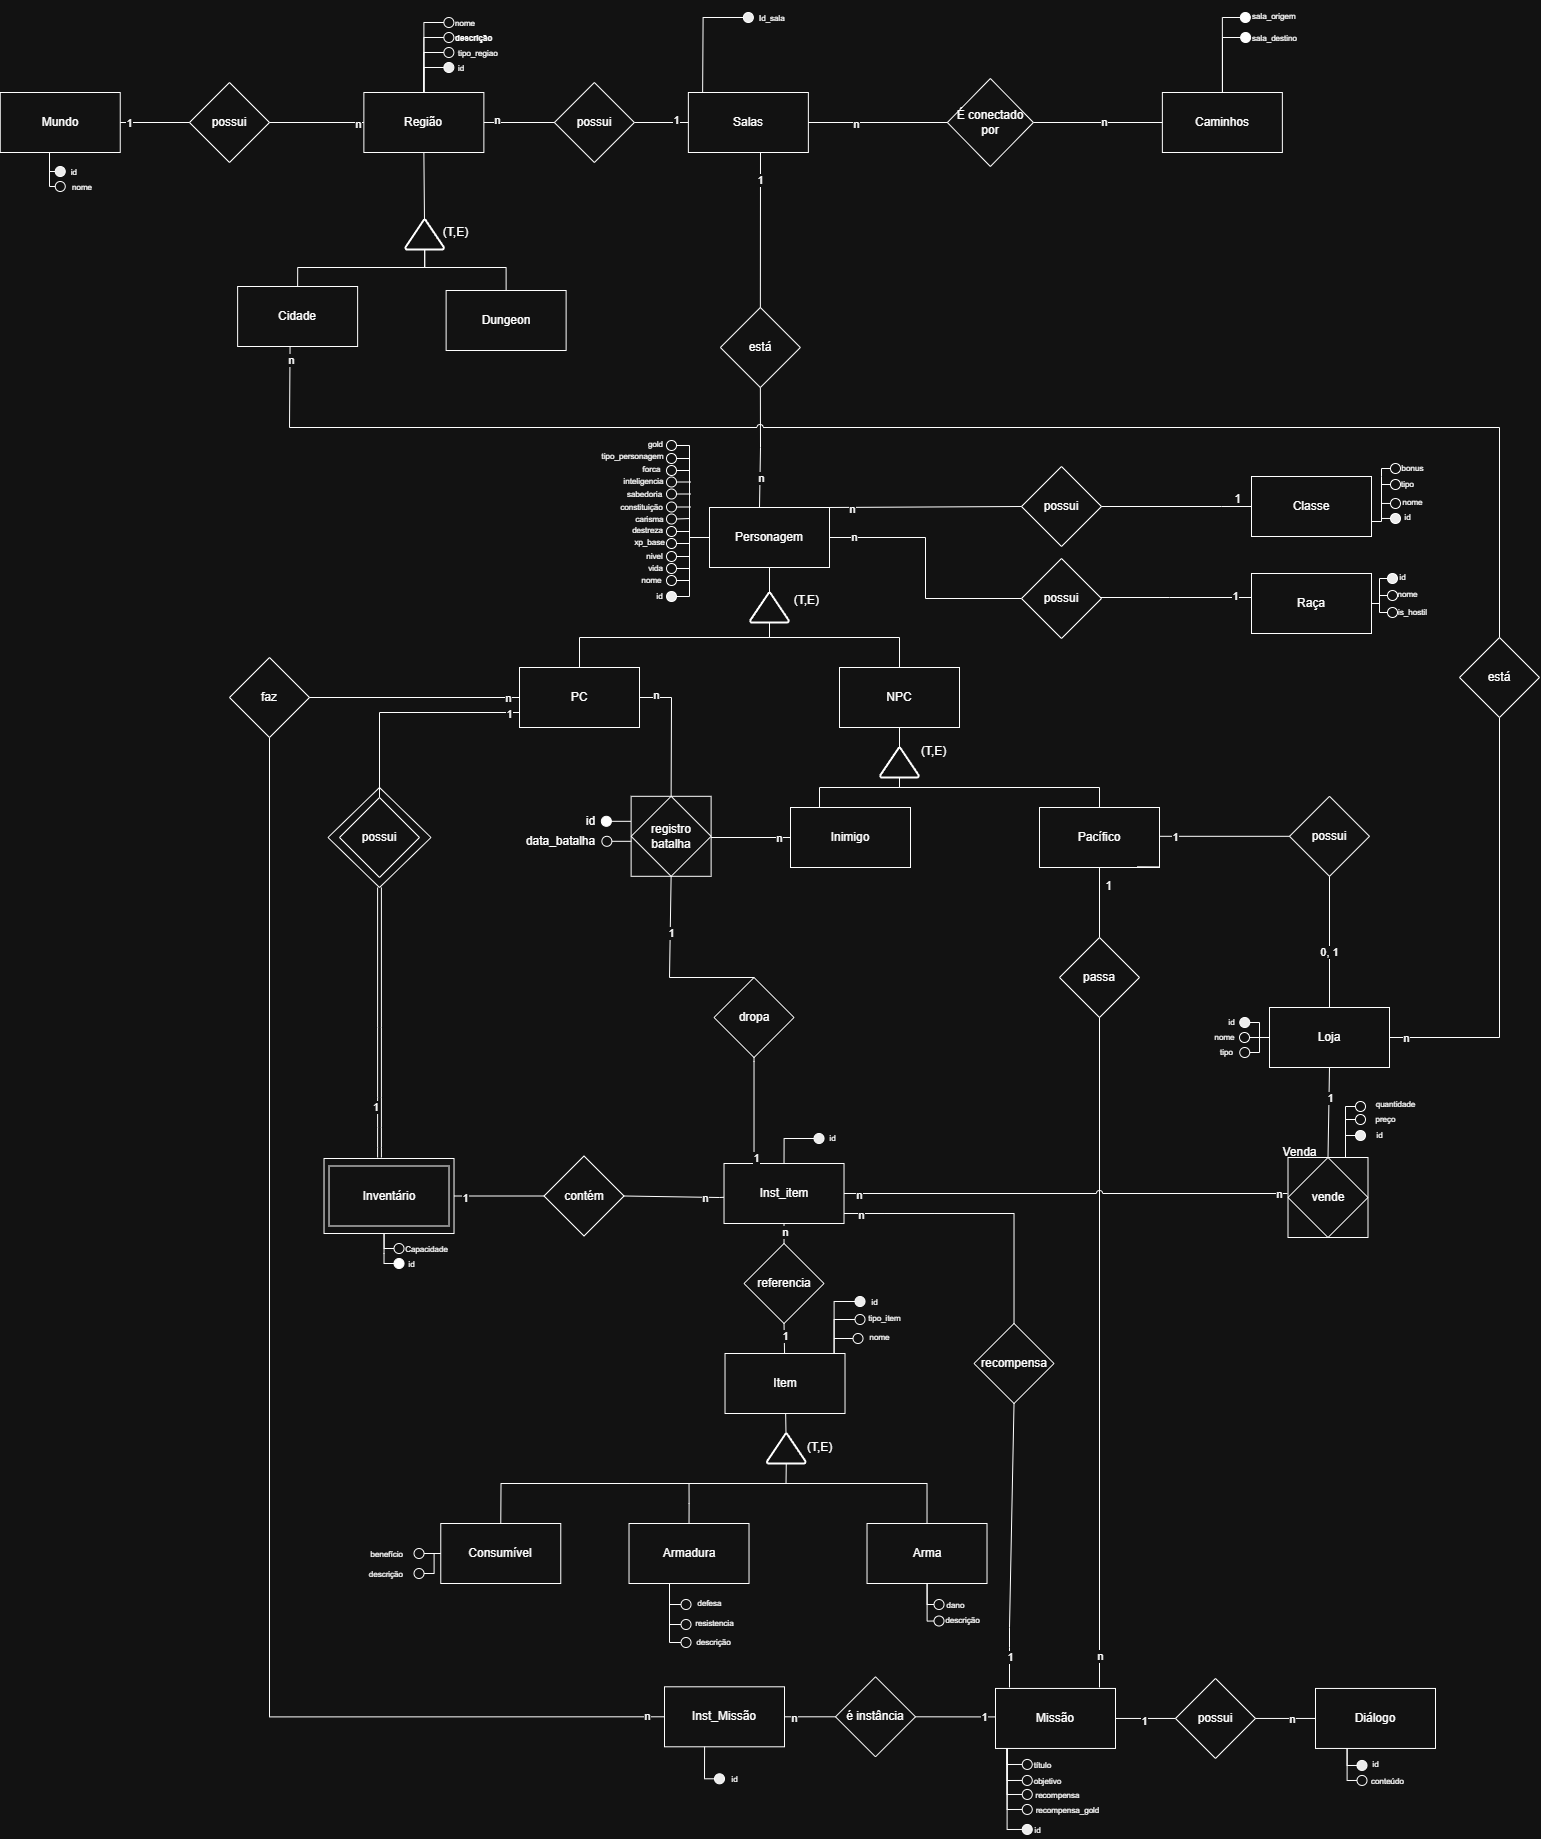 nome
descrição
tipo_regiao
id
Id_sala
sala_origem
sala_destino
Mundo
1
possui
n
Região
n
possui
1
Salas
n
É conectado
por
n
Caminhos
id
nome
1
(T,E)
Cidade
Dungeon
n
está
n
gold
tipo_personagem
forca
inteligencia
sabedoria
constituição
carisma
destreza
xp_base
nivel
vida
nome
id
Personagem
n
possui
1
Classe
bonus
tipo
nome
id
n
possui
1
Raça
id
nome
is_hostil
(T,E)
faz
n
1
PC
n
NPC
está
(T,E)
possui
id
data_batalha
registro
batalha
n
Inimigo
Pacífico
1
possui
1
1
passa
0, 1
dropa
id
nome
tipo
Loja
n
1
1
quantidade
preço
id
Venda
vende
id
1
Inventário
1
contém
n
Inst_item
n
n
n
n
Capacidade
id
referencia
1
id
tipo_item
nome
recompensa
Item
(T,E)
Consumível
Armadura
Arma
benefício
descrição
defesa
resistencia
descrição
dano
descrição
1
n
n
Inst_Missão
n
é instância
1
Missão
1
possui
n
Diálogo
id
título
objetivo
recompensa
recompensa_gold
id
id
conteúdo